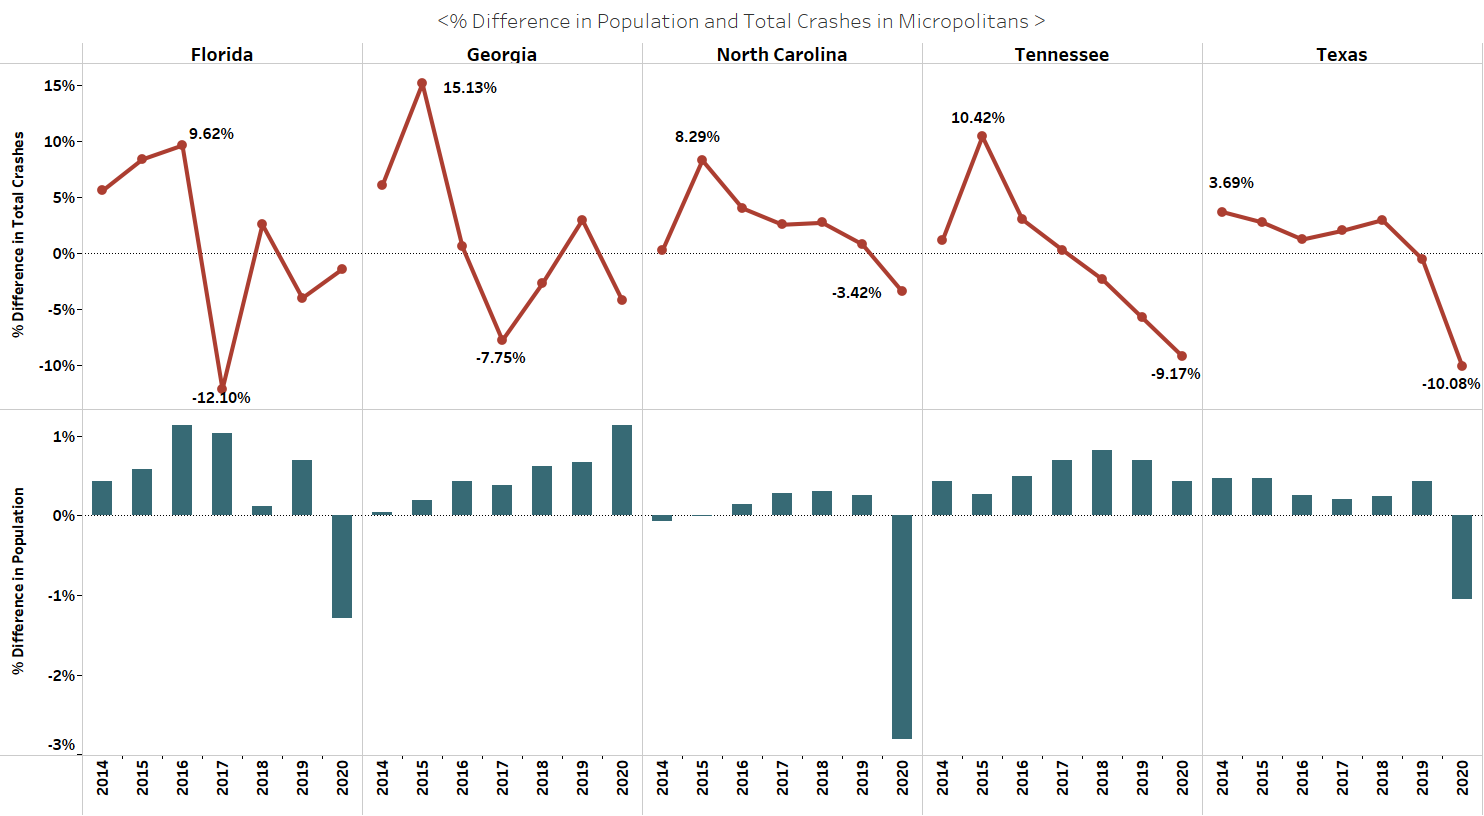 <% Difference in Population and Total Crashes in Micropolitans >
Florida
Georgia
North Carolina
Tennessee
Texas
% Difference in Total Crashes
15%
10%
5%
0%
-5%
-10%
9.62%
-12.10%
15.13%
-7.75%
8.29%
-3.42%
10.42%
-9.17%
3.69%
-10.08%
% Difference in Population
1%
0%
-1%
-2%
-3%
2014 2015 2016 2017 2018 2019 2020
2014 2015 2016 2017 2018 2019 2020
2014 2015 2016 2017 2018 2019 2020
2014 2015 2016 2017 2018 2019 2020
2014 2015 2016 2017 2018 2019 2020